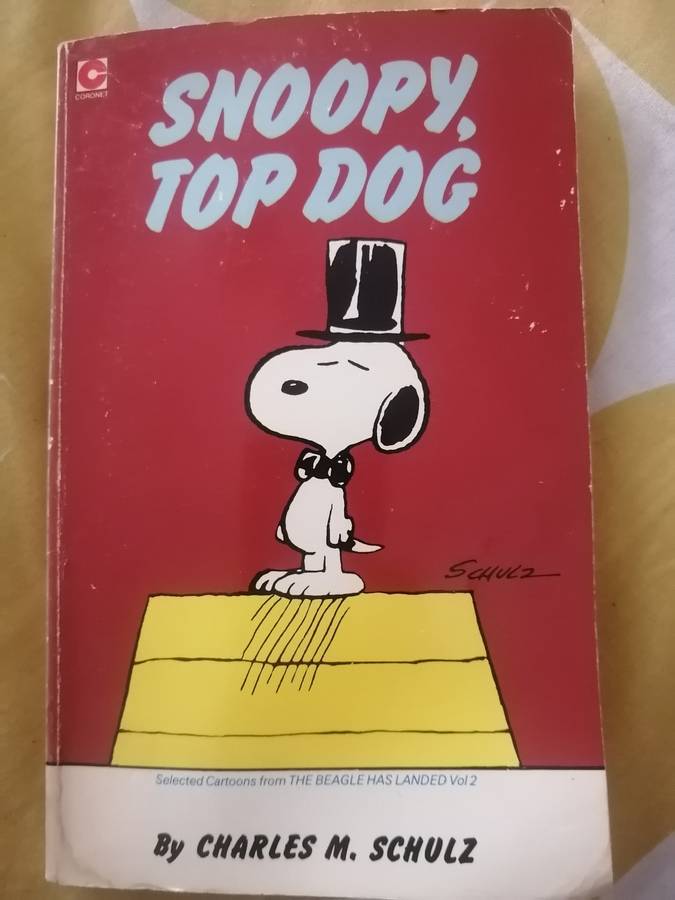 CORONET
SNOOPY,
TOP DOG
SCHULZ
Selected Cartoons from THE BEAGLE HAS LANDED Vol 2
By CHARLES M. SCHULZ